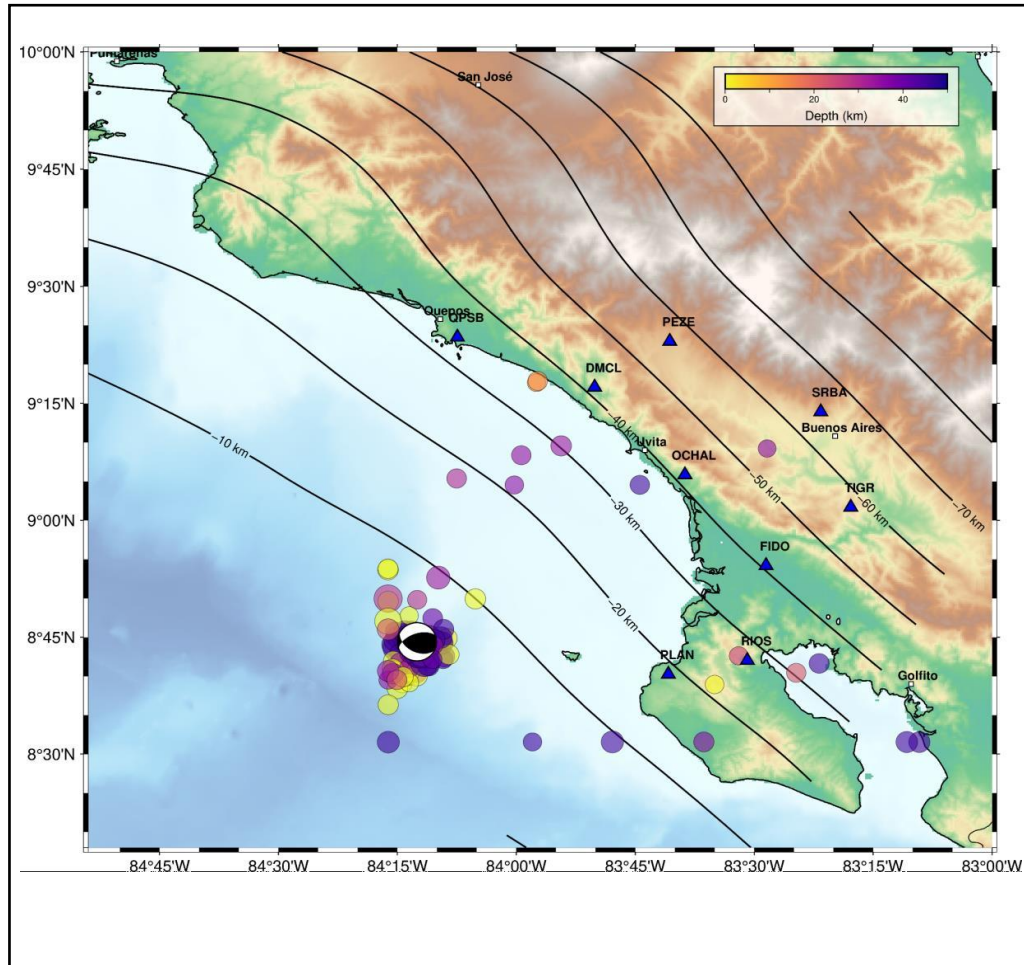 10°00'N
Puntarenas
San José
0 20 40
Depth (km)
9°45'N
9°30'N
Quepos
QPSB
PEZE
DMCL
SRBA
9°15'N
Buenos Aires
−10 km
−40 km
Uvita
OCHAL
−50 km
TIGR
−60 km
−70 km
9°00'N
−30 km
FIDO
−20 km
8°45'N
RIOS
PLAN
Golfito
8°30'N
84°45'W 84°30'W 84°15'W 84°00'W 83°45'W 83°30'W 83°15'W 83°00'W